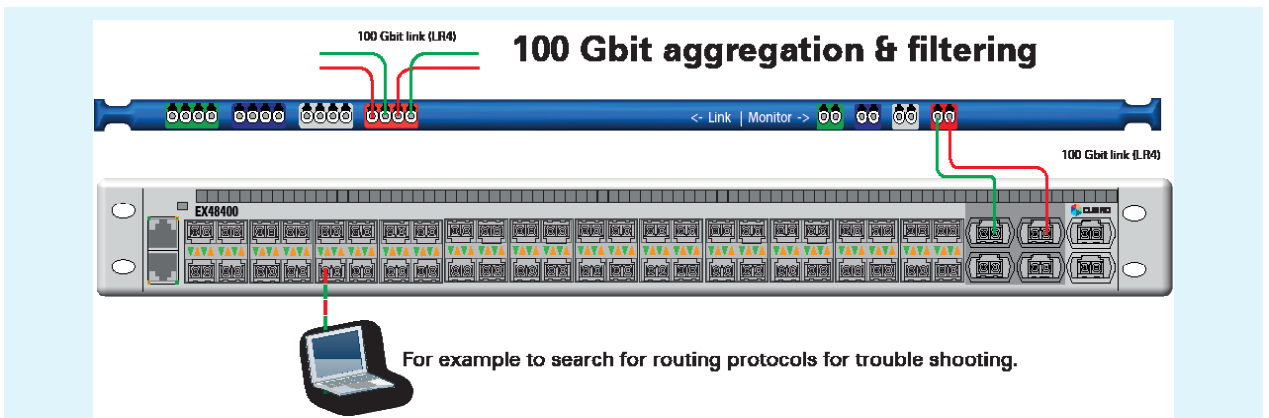 100 Gbit link (LR4)
100 Gbit aggregation & filtering
<- Link | Monitor ->
100 Gbit link (LR4)
EX48400
CUBRO
For example to search for routing protocols for trouble shooting.